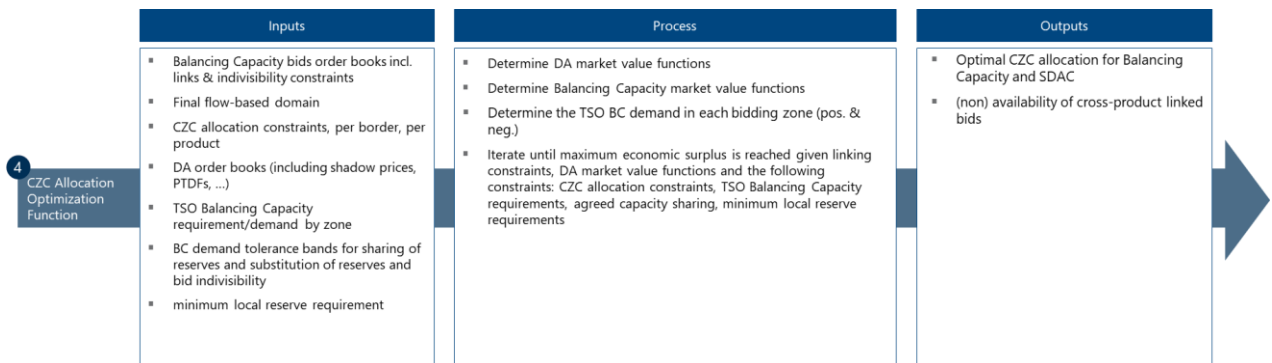 Inputs
Process
Outputs
4
CZC Allocation
Optimization
Function
▪ Balancing Capacity bids order books incl.
links & indivisibility constraints
▪ Final flow-based domain
▪ CZC allocation constraints, per border, per
product
▪ DA order books (including shadow prices,
PTDFs, ...)
▪ TSO Balancing Capacity
requirement/demand by zone
▪ BC demand tolerance bands for sharing of
reserves and substitution of reserves and
bid indivisibility
▪ minimum local reserve requirement
▪ Determine DA market value functions
▪ Determine Balancing Capacity market value functions
▪ Determine the TSO BC demand in each bidding zone (pos. &
neg.)
▪ Iterate until maximum economic surplus is reached given linking
constraints, DA market value functions and the following
constraints: CZC allocation constraints, TSO Balancing Capacity
requirements, agreed capacity sharing, minimum local reserve
requirements
▪ Optimal CZC allocation for Balancing
Capacity and SDAC
▪ (non) availability of cross-product linked
bids